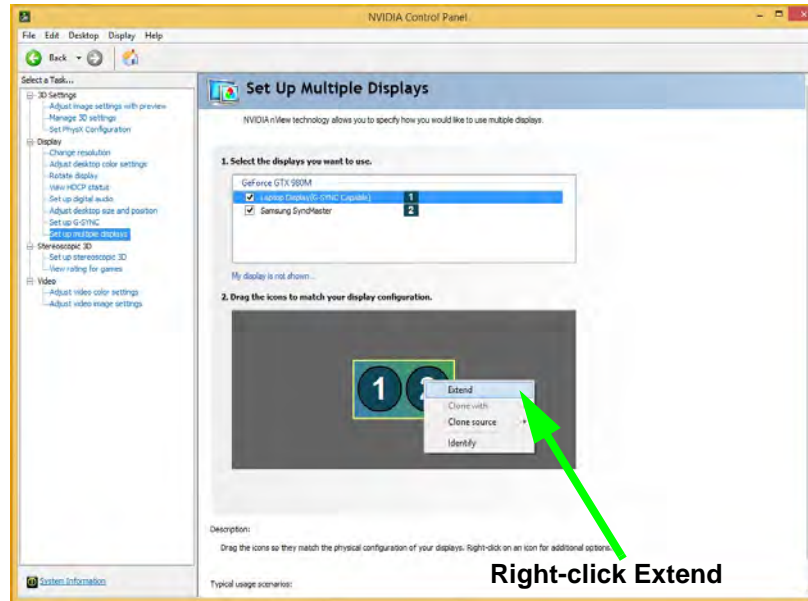 NVIDIA Control Panel
File Edit Desktop Display Help
Back
Select a Task...
3D Settings
Adjust image settings with preview
Manage 3D settings
Set PhysX Configuration
Display
Change resolution
Adjust desktop color settings
Rotate display
View HDCP status
Set up digital audio
Adjust desktop size and position
Set up G-SYNC
Set up multiple displays
Stereoscopic 3D
Set up stereoscopic 3D
View rating for games
Video
Adjust video color settings
Adjust video image settings
System Information
Set Up Multiple Displays
NVIDIA nView technology allows you to specify how you would like to use multiple displays.
1. Select the displays you want to use.
GeForce GTX 980M
Laptop Display(G-SYNC Capable) 1
Samsung SyncMaster 2
My display is not shown...
2. Drag the icons to match your display configuration.
1 2
Extend
Clone with
Clone source
Identify
Description:
Drag the icons so they match the physical configuration of your displays. Right-click on an icon for additional options.
Right-click Extend
Typical usage scenarios: